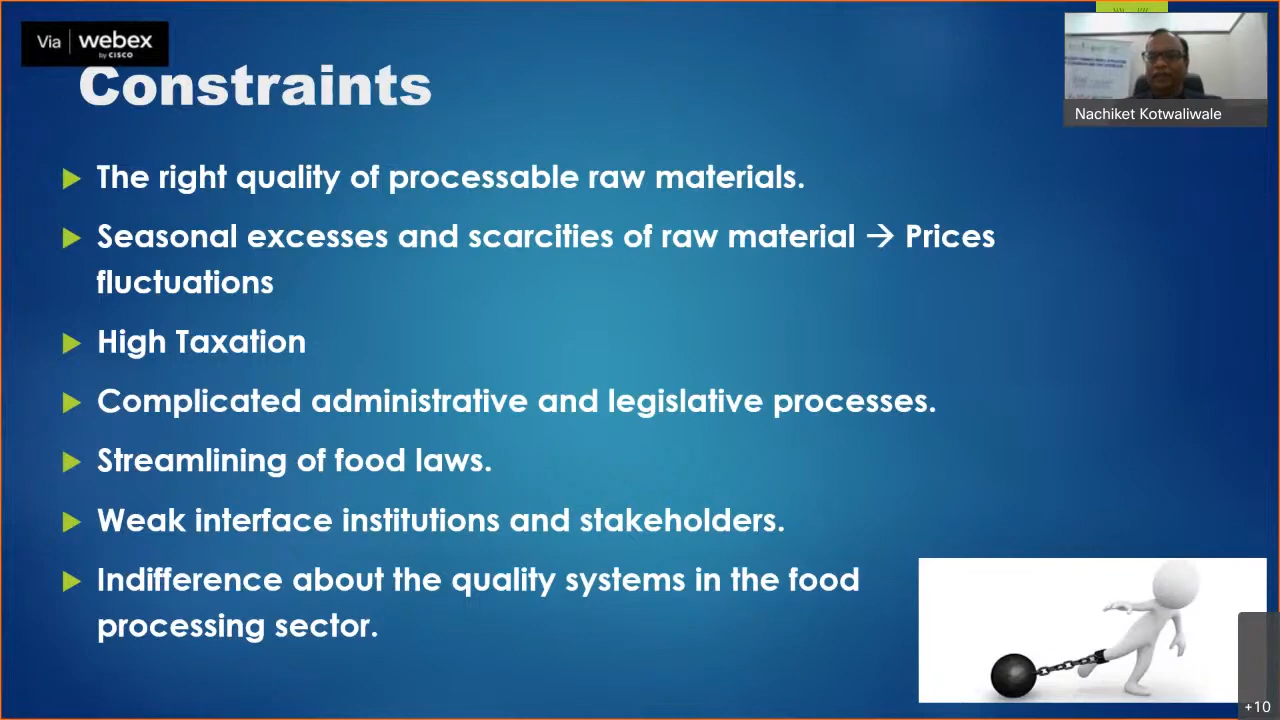 Via webex
by CISCO
Constraints
Nachiket Kotwaliwale
The right quality of processable raw materials.
Seasonal excesses and scarcities of raw material → Prices
fluctuations
High Taxation
Complicated administrative and legislative processes.
Streamlining of food laws.
Weak interface institutions and stakeholders.
Indifference about the quality systems in the food
processing sector.
+10